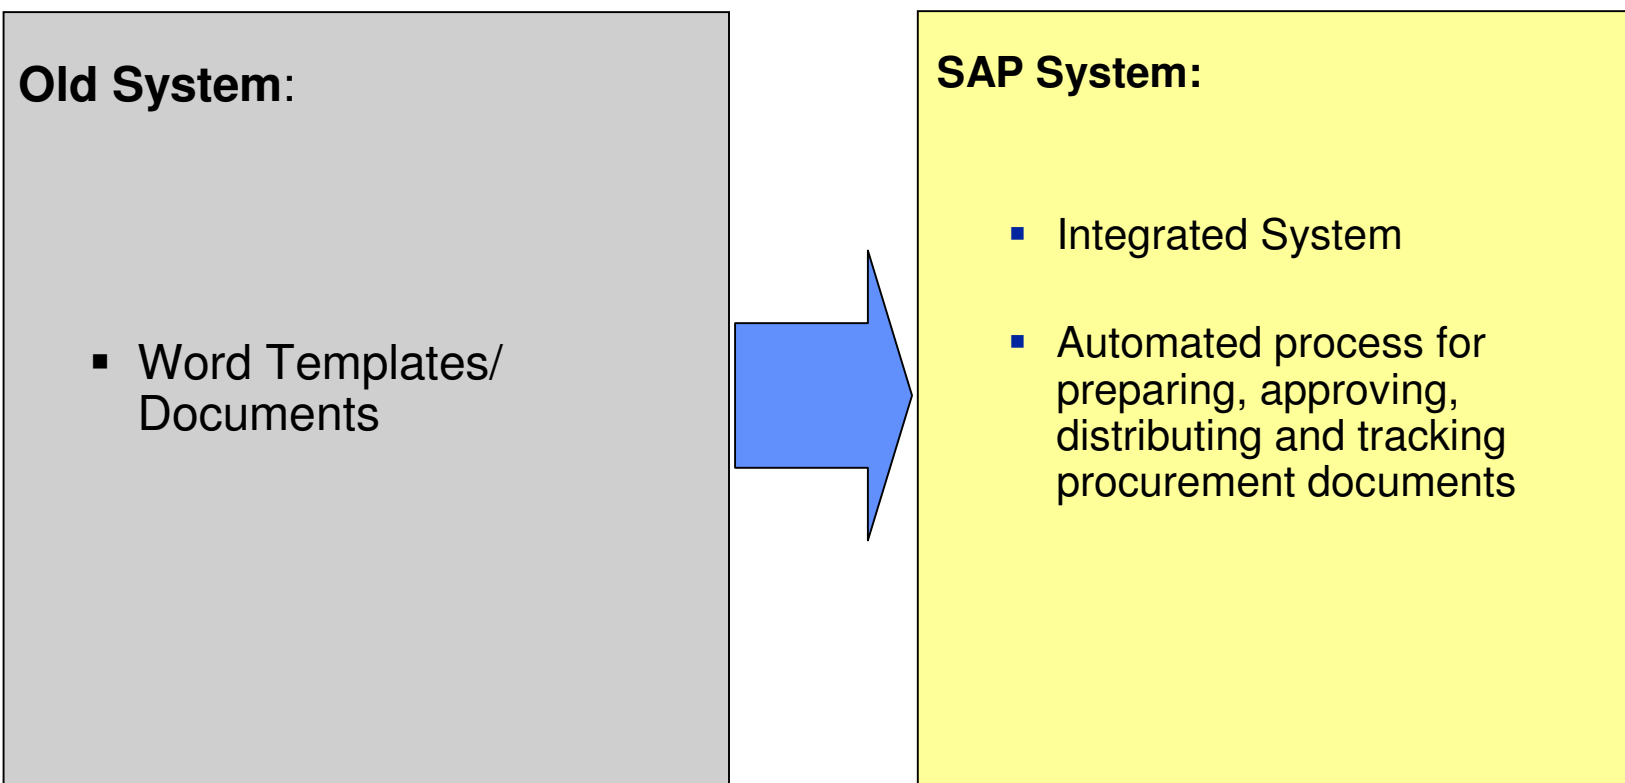 Old System:
▪ Word Templates/
Documents
SAP System:
▪ Integrated System
▪ Automated process for
preparing, approving,
distributing and tracking
procurement documents